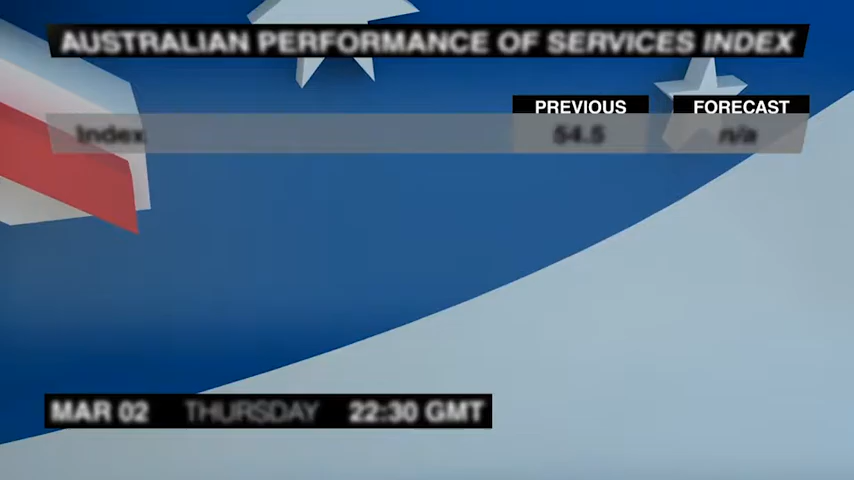 AUSTRALIAN PERFORMANCE OF SERVICES INDEX
PREVIOUS FORECAST
Index 54.5 n/a
MAR 02 THURSDAY 22:30 GMT